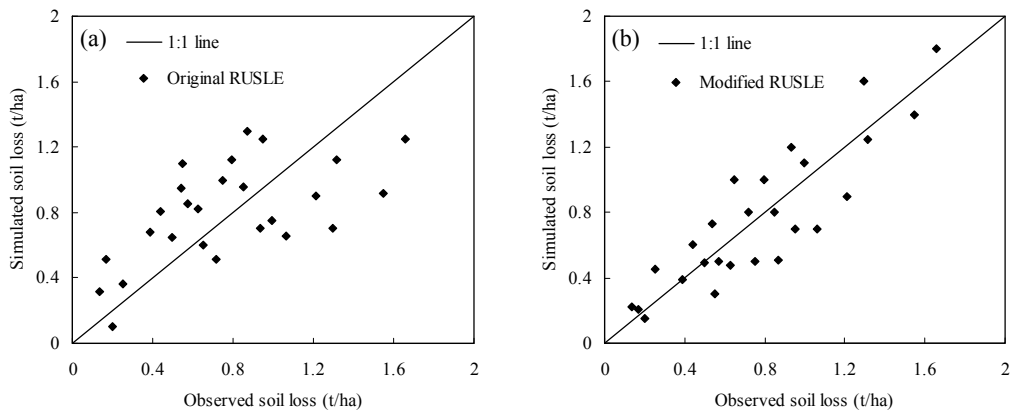 (a)
1:1 line
Original RUSLE
Simulated soil loss (t/ha)
2
1.6
1.2
0.8
0.4
0
0
0.4
0.8
1.2
1.6
2
Observed soil loss (t/ha)
(b)
1:1 line
Modified RUSLE
Simulated soil loss (t/ha)
2
1.6
1.2
0.8
0.4
0
0
0.4
0.8
1.2
1.6
2
Observed soil loss (t/ha)